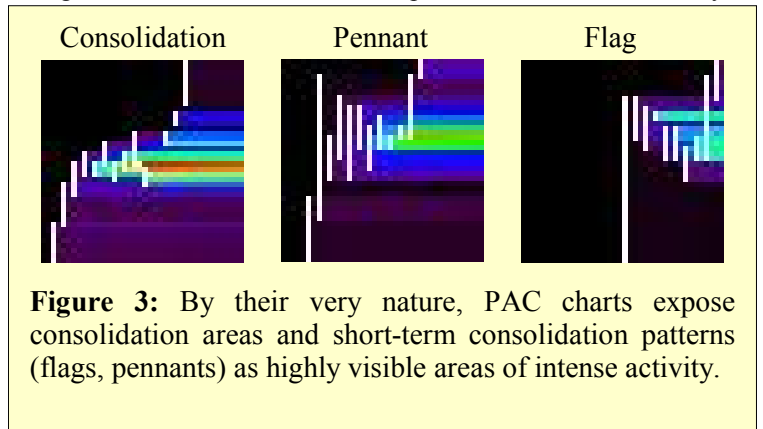 Consolidation Pennant Flag
Figure 3: By their very nature, PAC charts expose
consolidation areas and short-term consolidation patterns
(flags, pennants) as highly visible areas of intense activity.